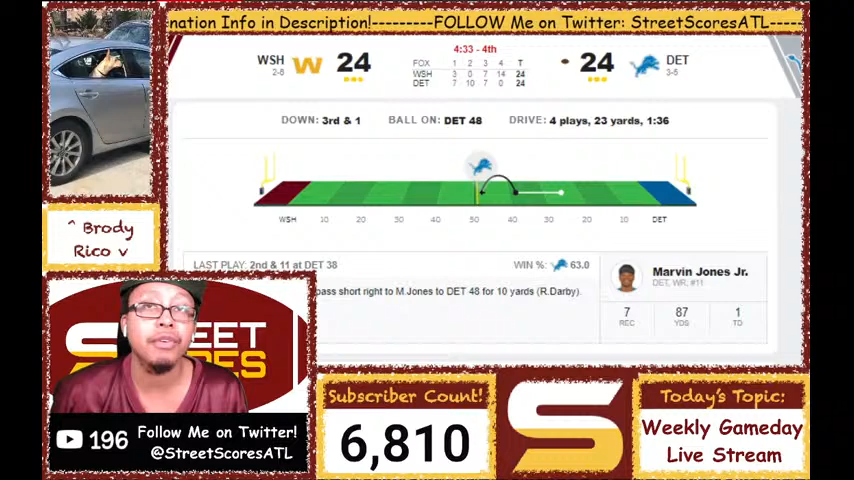 nation Info in Description!---------FOLLOW Me on Twitter: StreetScoresATL-----
WSH
2-6
24
4:33 - 4th
FOX 1 2 3 4 T
WSH 3 0 7 14 24
DET 7 10 7 0 24
24
DET
3-5
DOWN: 3rd & 1 BALL ON: DET 48 DRIVE: 4 plays, 23 yards, 1:36
WSH 10 20 30 40 50 40 30 20 10 DET
LAST PLAY: 2nd & 11 at DET 38
WIN %: 63.0
pass short right to M.Jones to DET 48 for 10 yards (R.Darby).
Marvin Jones Jr.
DET, WR, #11
7 87 1
REC YDS TD
^ Brody
Rico v
STREET
SCORES
196
Follow Me on Twitter!
@StreetScoresATL
Subscriber Count!
6,810
Today's Topic:
Weekly Gameday
Live Stream